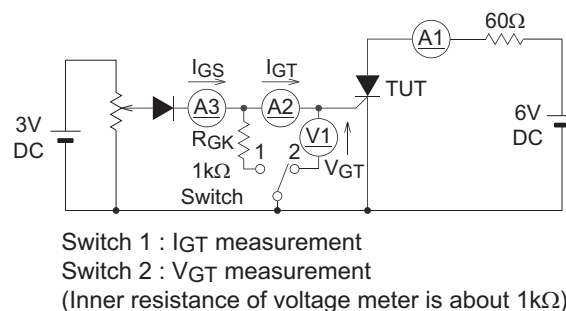 A1
60Ω
IGS
IGT
TUT
A3
A2
3V
DC
RGK
1
2
V1
6V
DC
1kΩ
VGT
Switch
Switch 1 : IGT measurement
Switch 2 : VGT measurement
(Inner resistance of voltage meter is about 1kΩ)